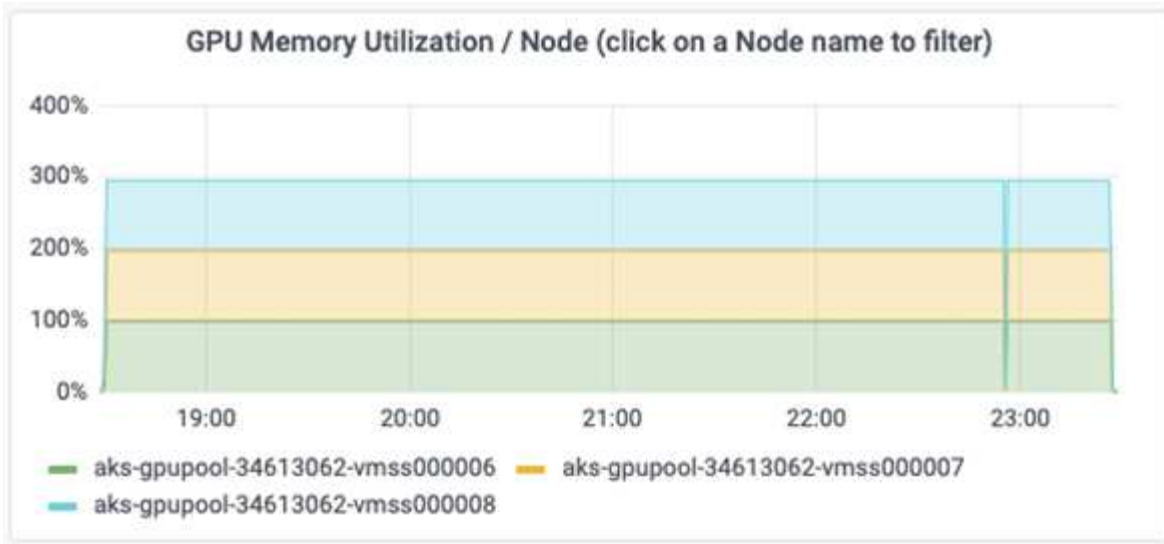 GPU Memory Utilization / Node (click on a Node name to filter)
400%
300%
200%
100%
0%
19:00 20:00 21:00 22:00 23:00
aks-gpupool-34613062-vmss000006 aks-gpupool-34613062-vmss000007
aks-gpupool-34613062-vmss000008